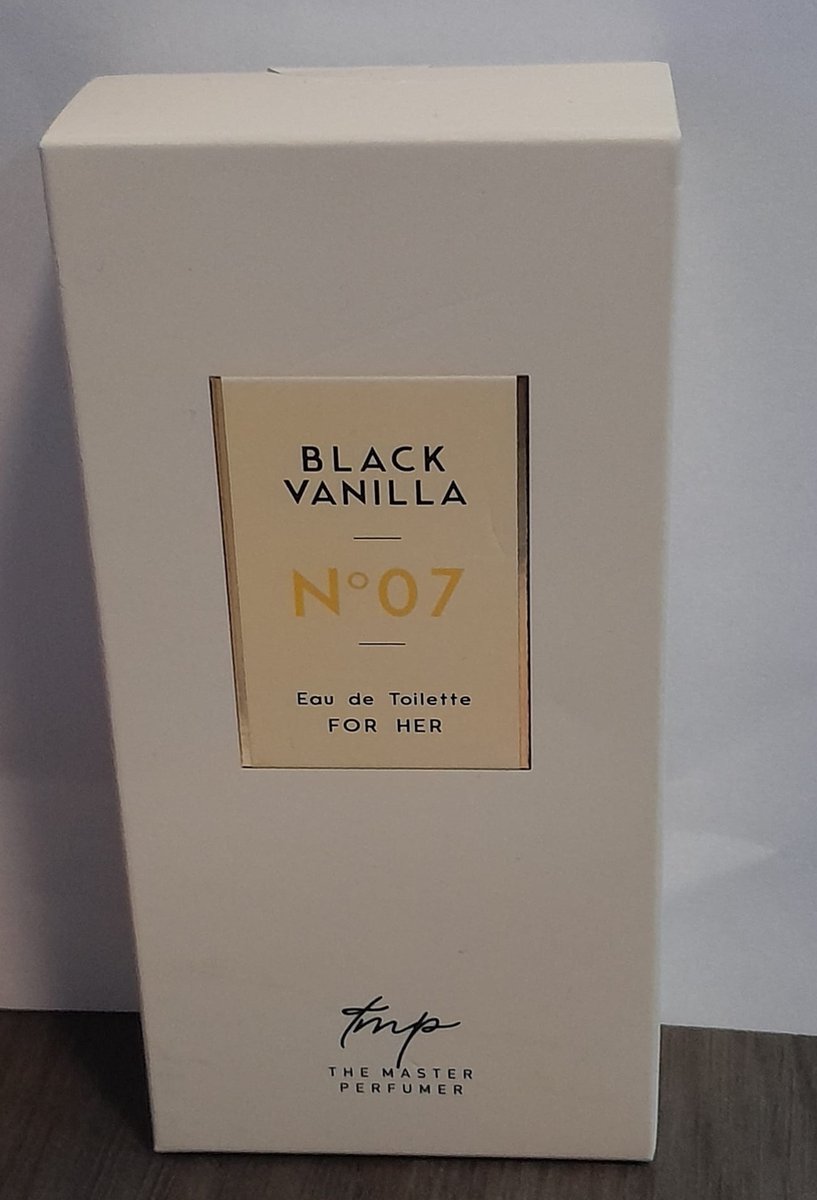 BLACK
VANILLA
N°07
Eau de Toilette
FOR HER
tmp
THE MASTER
PERFUMER